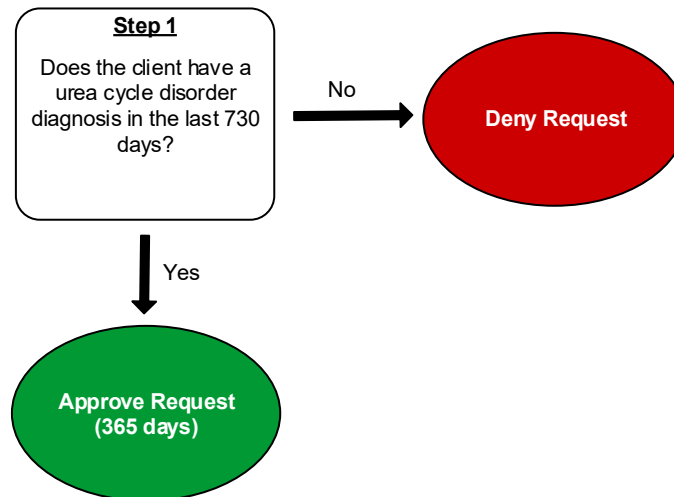 Step 1
Does the client have a
urea cycle disorder
diagnosis in the last 730
days?
No
Deny Request
Yes
Approve Request
(365 days)